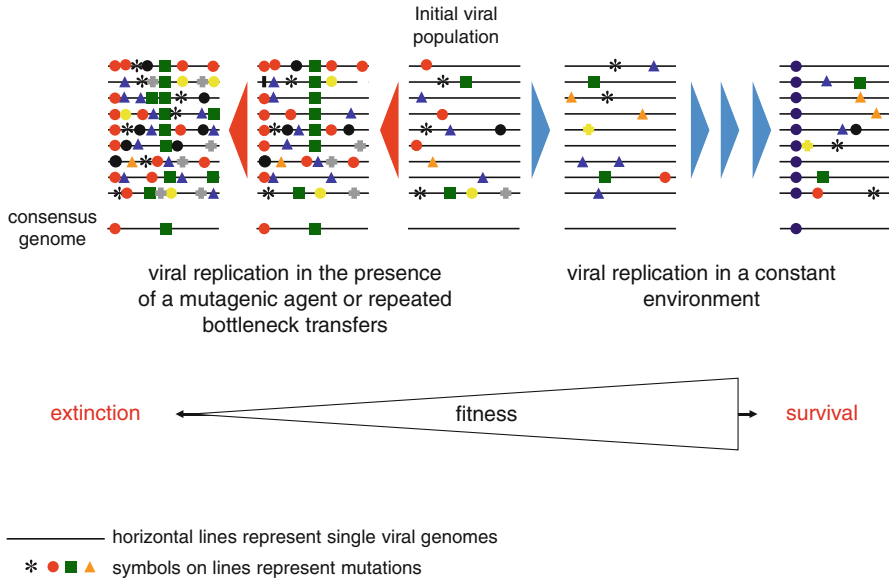 Initial viral
population
consensus
genome
viral replication in the presence
of a mutagenic agent or repeated
bottleneck transfers
viral replication in a constant
environment
extinction
fitness
survival
horizontal lines represent single viral genomes
symbols on lines represent mutations